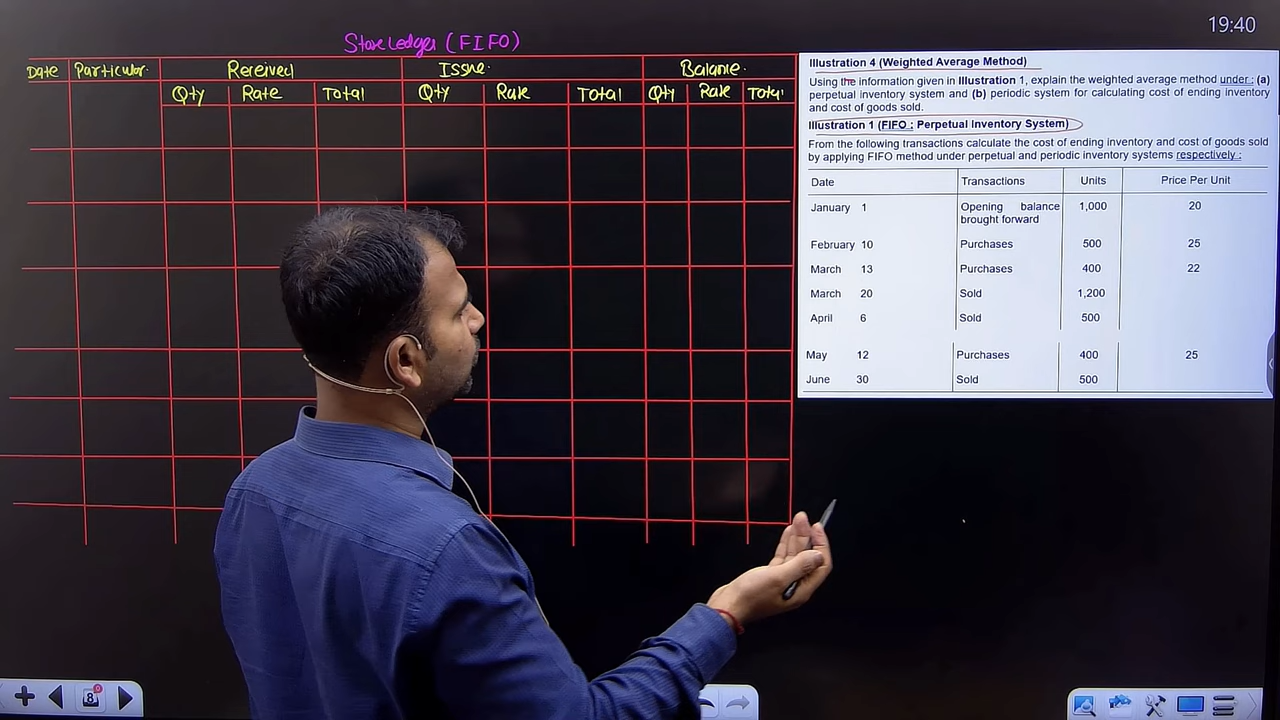 19:40
Store Ledger (FIFO)
Date Particular. Received Issue. Balance.
Qty Rate Total Qty Rate Total Qty Rate Total
Illustration 4 (Weighted Average Method)
Using the information given in Illustration 1, explain the weighted average method under : (a)
perpetual inventory system and (b) periodic system for calculating cost of ending inventory
and cost of goods sold.
Illustration 1 (FIFO : Perpetual Inventory System)
From the following transactions calculate the cost of ending inventory and cost of goods sold
by applying FIFO method under perpetual and periodic inventory systems respectively :
Date Transactions Units Price Per Unit
January 1 Opening balance 1,000 20
brought forward
February 10 Purchases 500 25
March 13 Purchases 400 22
March 20 Sold 1,200
April 6 Sold 500
May 12 Purchases 400 25
June 30 Sold 500
8